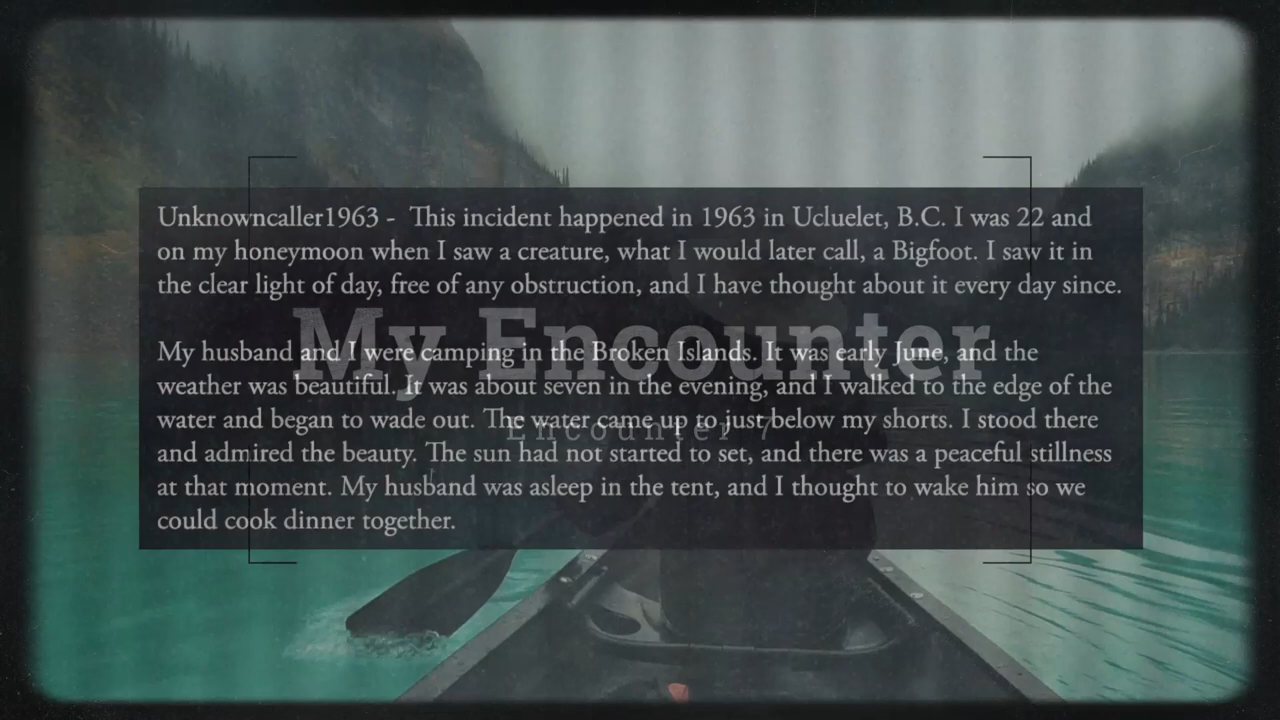 Unknowncaller1963 - This incident happened in 1963 in Ucluelet, B.C. I was 22 and
on my honeymoon when I saw a creature, what I would later call, a Bigfoot. I saw it in
the clear light of day, free of any obstruction, and I have thought about it every day since.
My Encounter
My husband and I were camping in the Broken Islands. It was early June, and the
weather was beautiful. It was about seven in the evening, and I walked to the edge of the
water and began to wade out. The water came up to just below my shorts. I stood there
Encounter 7
and admired the beauty. The sun had not started to set, and there was a peaceful stillness
at that moment. My husband was asleep in the tent, and I thought to wake him so we
could cook dinner together.